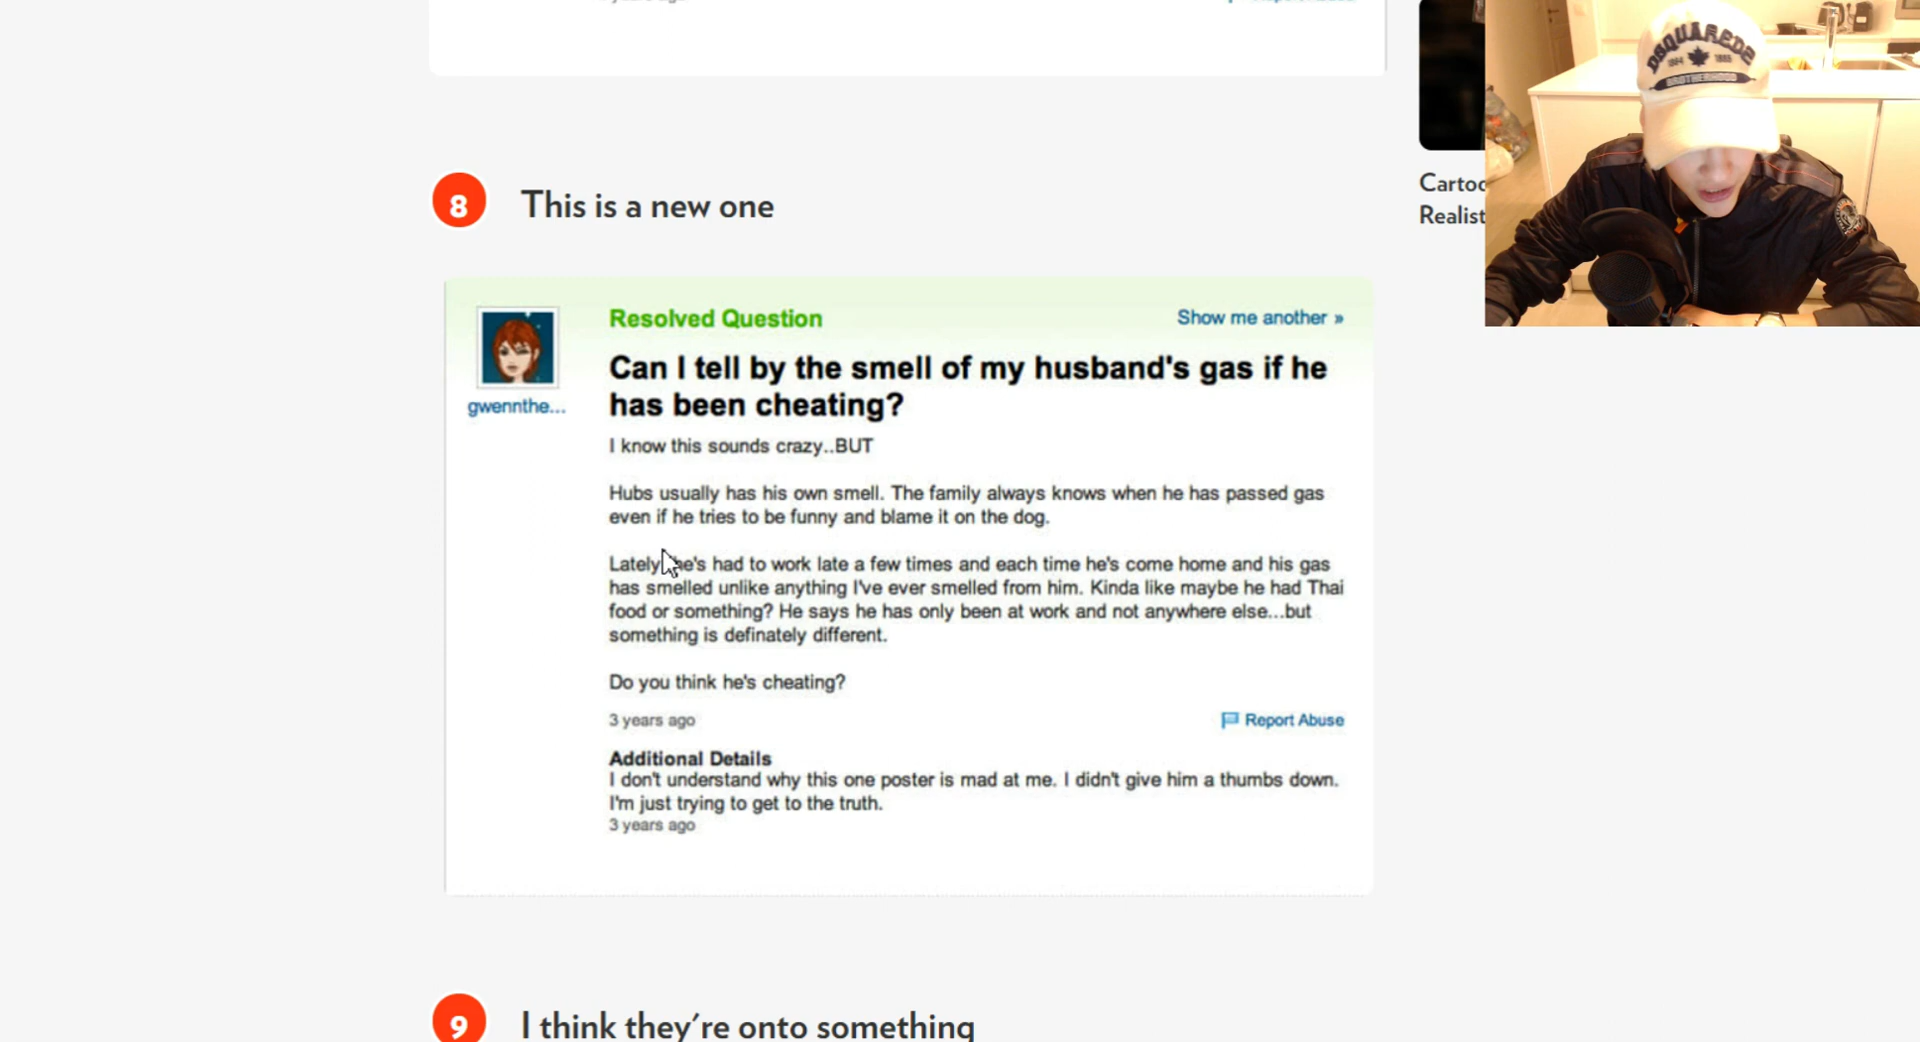 8
This is a new one
Resolved Question
Show me another »
gwennthe...
Can I tell by the smell of my husband's gas if he
has been cheating?
I know this sounds crazy..BUT
Hubs usually has his own smell. The family always knows when he has passed gas
even if he tries to be funny and blame it on the dog.
Lately he's had to work late a few times and each time he's come home and his gas
has smelled unlike anything I've ever smelled from him. Kinda like maybe he had Thai
food or something? He says he has only been at work and not anywhere else...but
something is definately different.
Do you think he's cheating?
3 years ago
Report Abuse
Additional Details
I don't understand why this one poster is mad at me. I didn't give him a thumbs down.
I'm just trying to get to the truth.
3 years ago
9
I think they're onto something
Cartoo
Realist
DSQUARED2
BROTHERHOOD